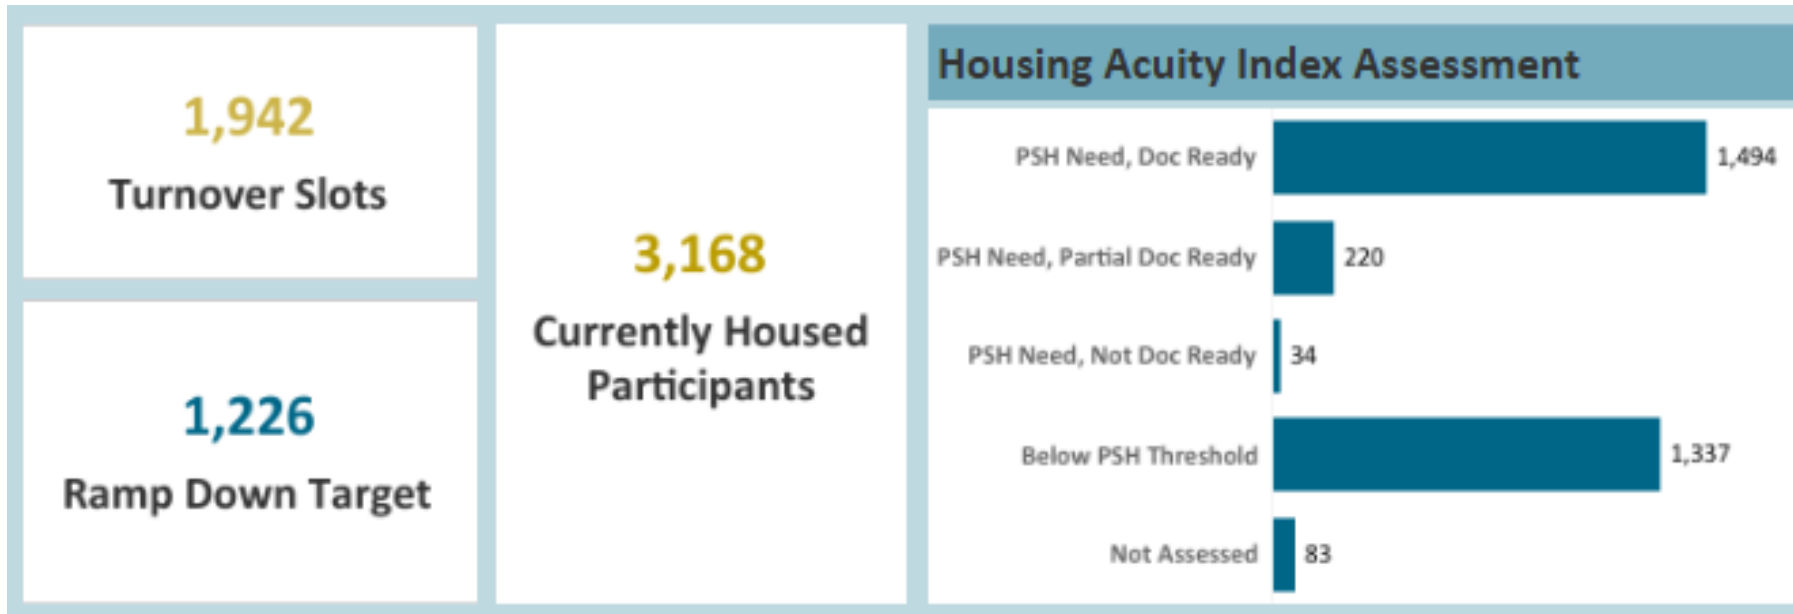 1,942
Turnover Slots
1,226
Ramp Down Target
3,168
Currently Housed
Participants
Housing Acuity Index Assessment
PSH Need, Doc Ready 1,494
PSH Need, Partial Doc Ready 220
PSH Need, Not Doc Ready 34
Below PSH Threshold 1,337
Not Assessed 83